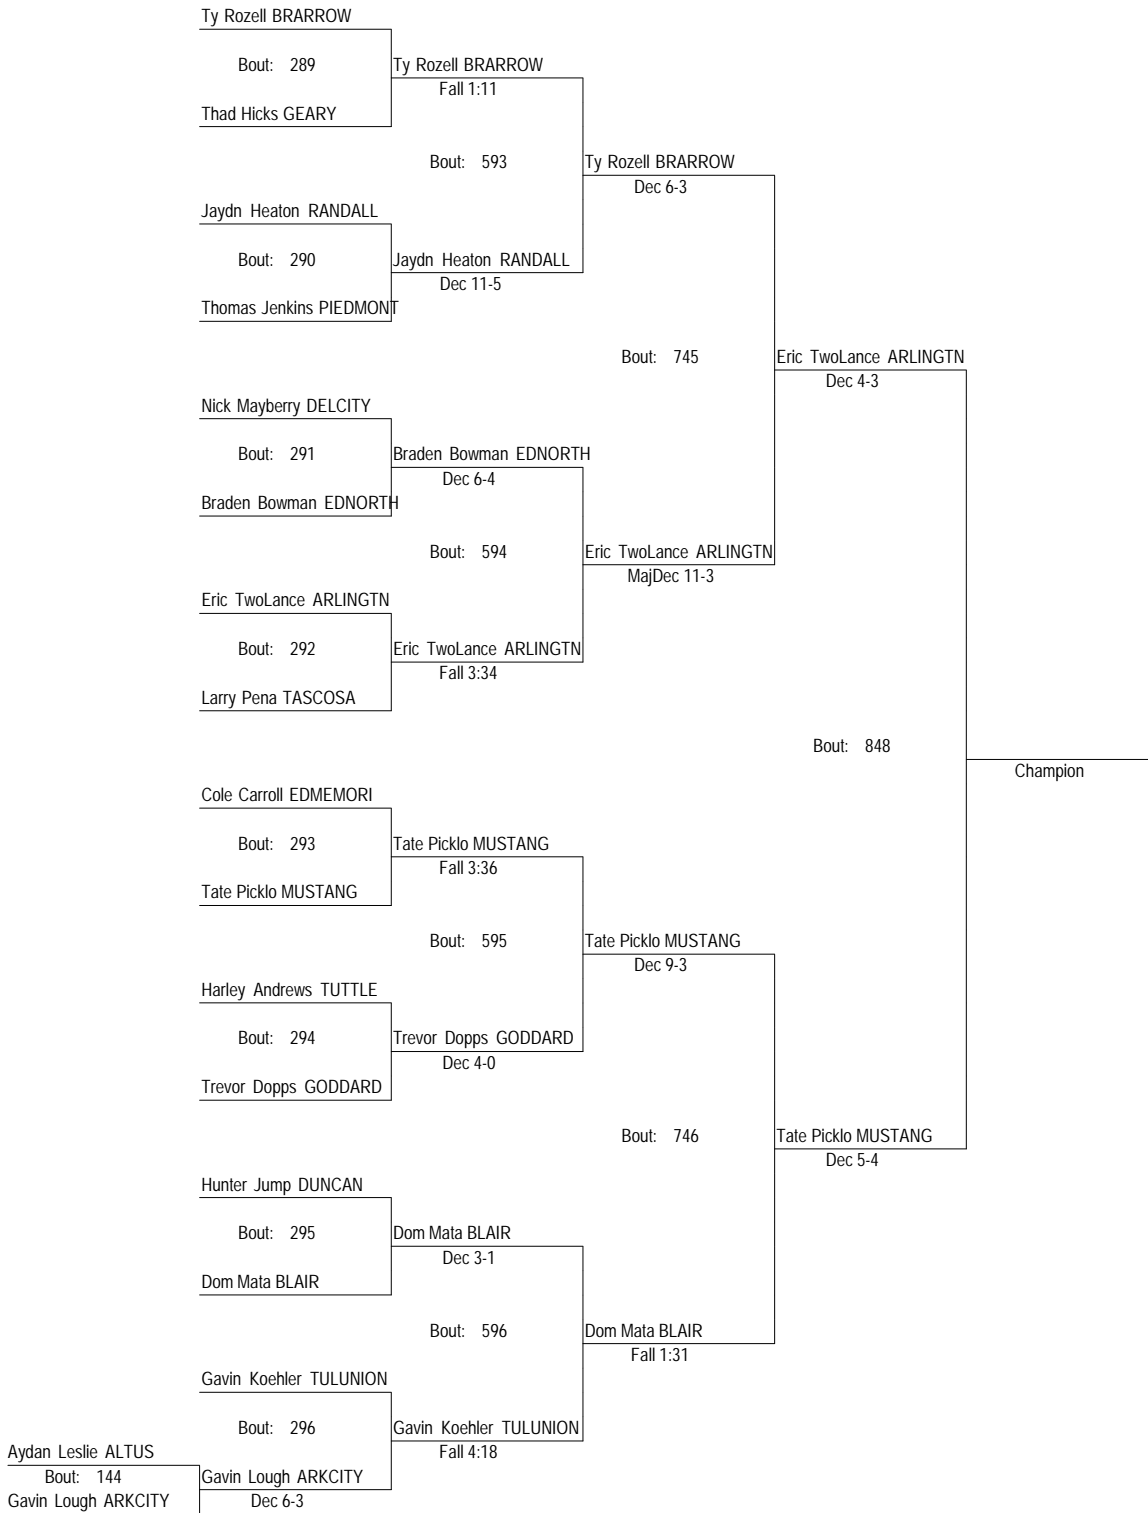 Ty Rozell BRARROW
Bout: 289
Ty Rozell BRARROW
Fall 1:11
Thad Hicks GEARY
Bout: 593
Ty Rozell BRARROW
Dec 6-3
Jaydn Heaton RANDALL
Bout: 290
Jaydn Heaton RANDALL
Dec 11-5
Thomas Jenkins PIEDMONT
Bout: 745
Eric TwoLance ARLINGTN
Dec 4-3
Nick Mayberry DELCITY
Bout: 291
Braden Bowman EDNORTH
Dec 6-4
Braden Bowman EDNORTH
Bout: 594
Eric TwoLance ARLINGTN
MajDec 11-3
Eric TwoLance ARLINGTN
Bout: 292
Eric TwoLance ARLINGTN
Fall 3:34
Larry Pena TASCOSA
Bout: 848
Champion
Cole Carroll EDMEMORI
Bout: 293
Tate Picklo MUSTANG
Fall 3:36
Tate Picklo MUSTANG
Bout: 595
Tate Picklo MUSTANG
Dec 9-3
Harley Andrews TUTTLE
Bout: 294
Trevor Dopps GODDARD
Dec 4-0
Trevor Dopps GODDARD
Bout: 746
Tate Picklo MUSTANG
Dec 5-4
Hunter Jump DUNCAN
Bout: 295
Dom Mata BLAIR
Dec 3-1
Dom Mata BLAIR
Bout: 596
Dom Mata BLAIR
Fall 1:31
Gavin Koehler TULUNION
Bout: 296
Gavin Koehler TULUNION
Fall 4:18
Aydan Leslie ALTUS
Bout: 144
Gavin Lough ARKCITY
Dec 6-3
Gavin Lough ARKCITY